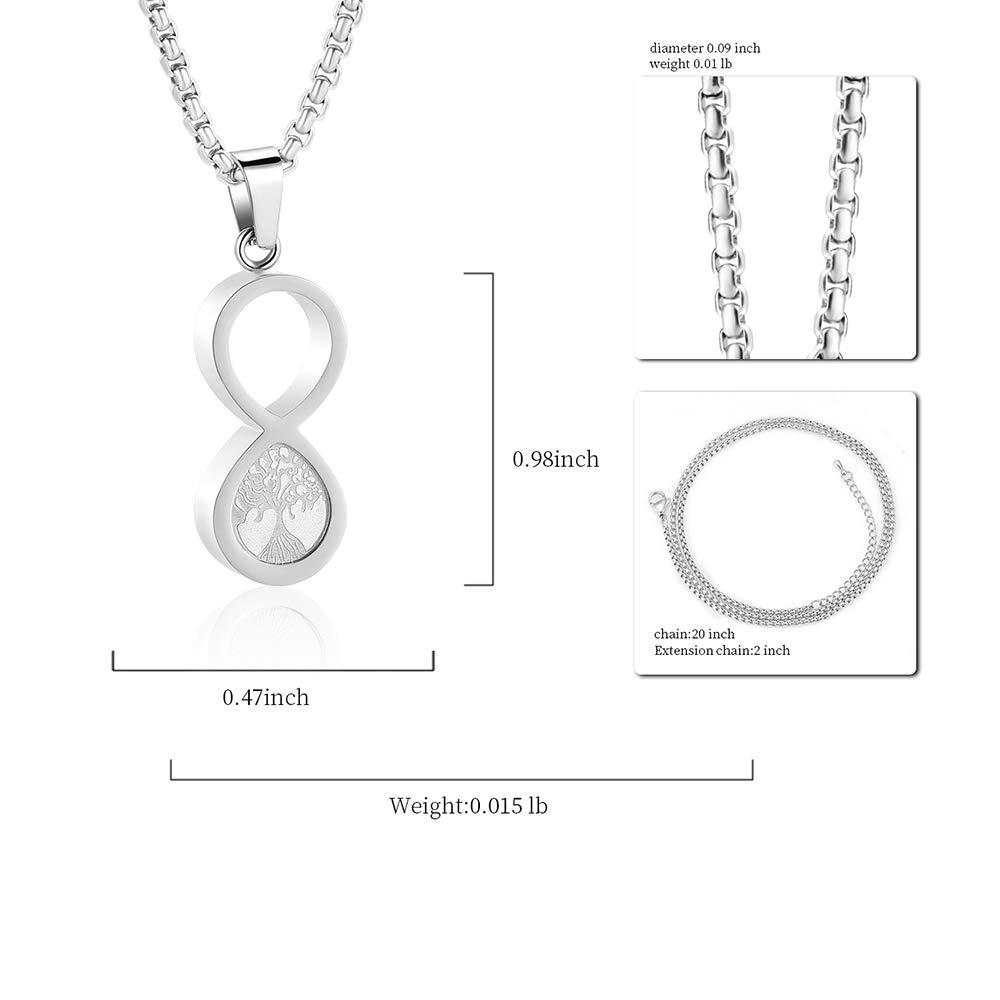 diameter 0.09 inch
weight 0.01 lb
0.98inch
chain:20 inch
Extension chain:2 inch
0.47inch
Weight:0.015 lb